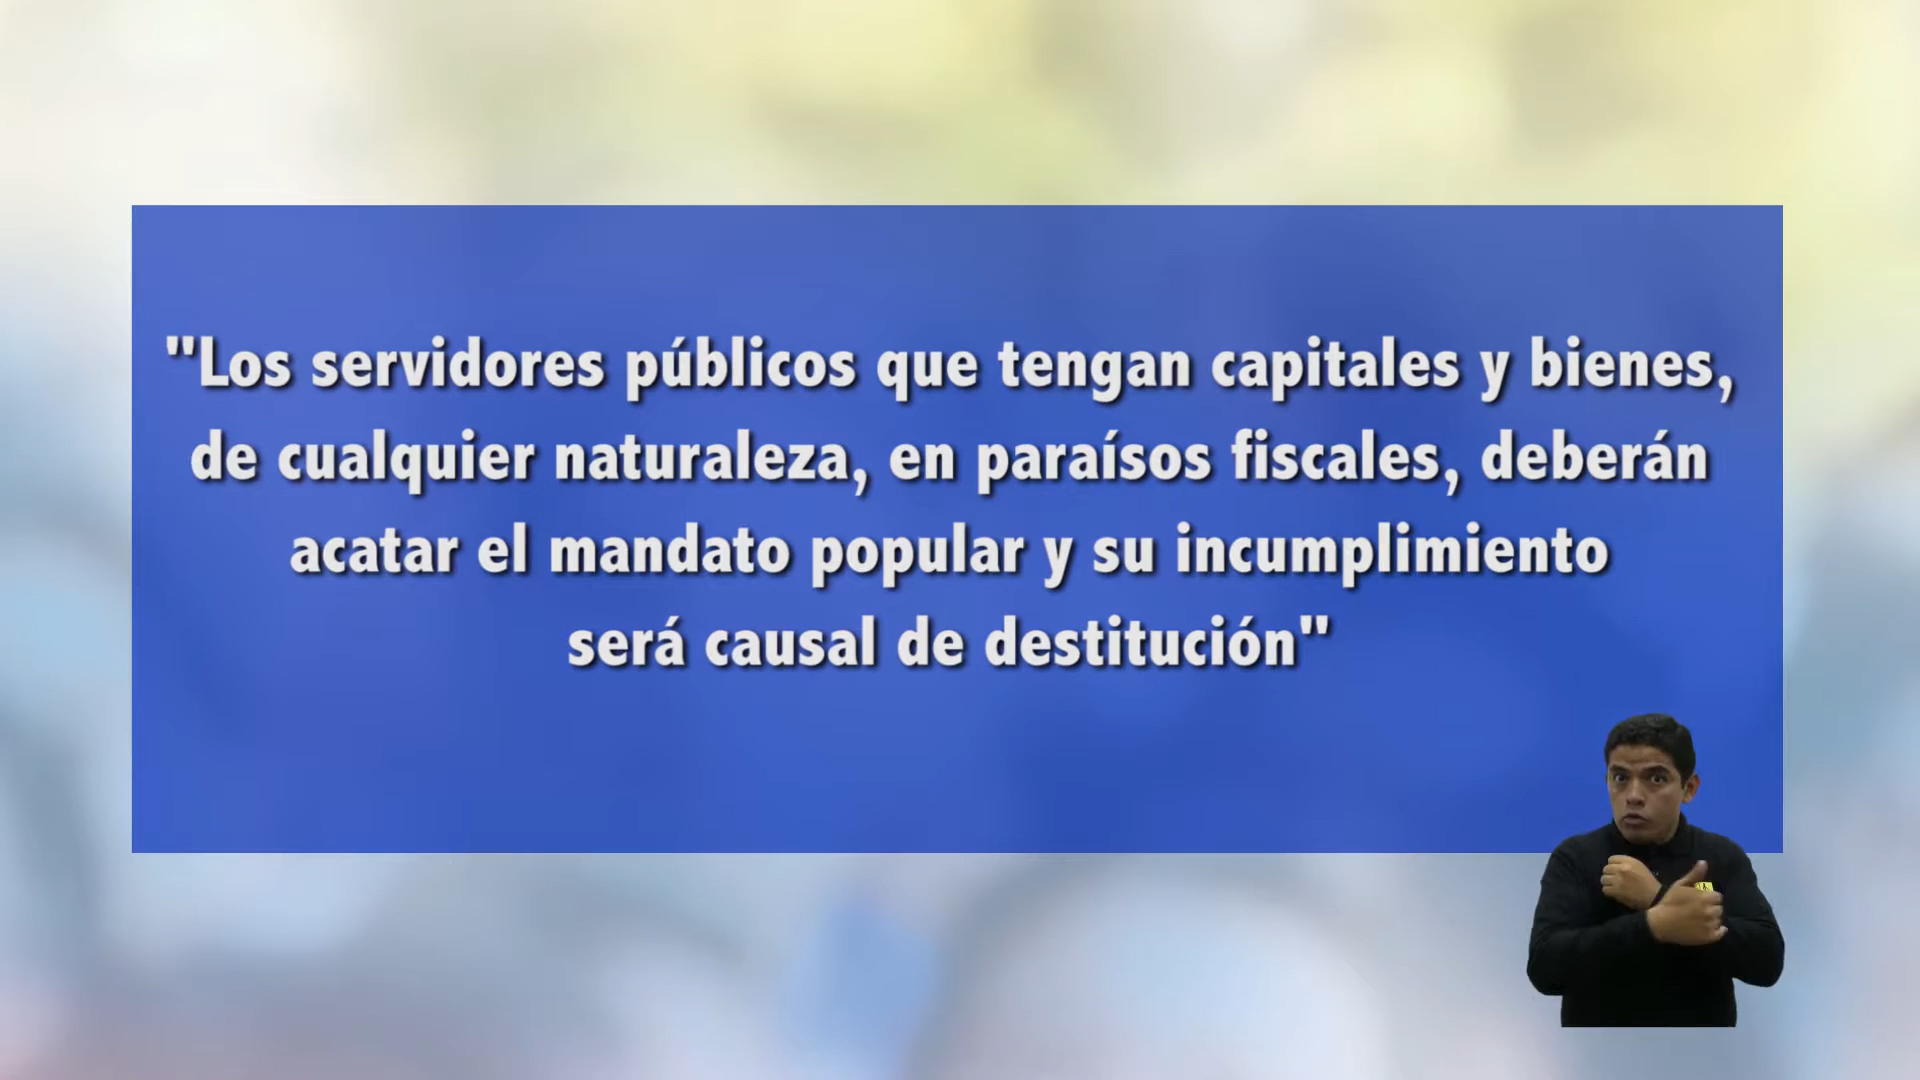 "Los servidores públicos que tengan capitales y bienes,
de cualquier naturaleza, en paraísos fiscales, deberán
acatar el mandato popular y su incumplimiento
será causal de destitución"